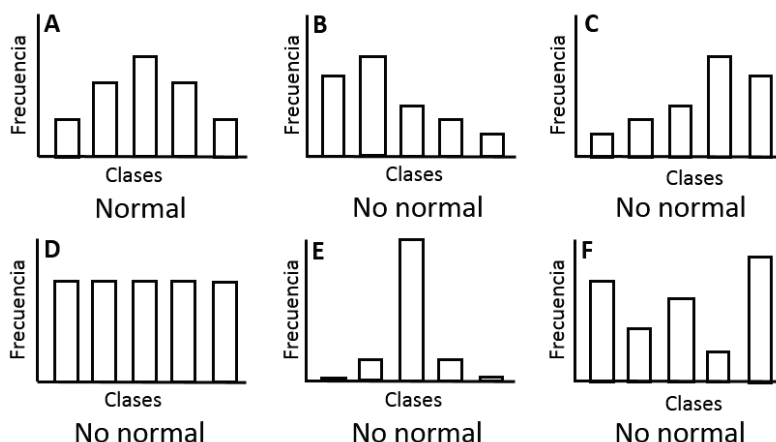 A
Frecuencia
Clases
Normal
B
Frecuencia
Clases
No normal
C
Frecuencia
Clases
No normal
D
Frecuencia
Clases
No normal
E
Frecuencia
Clases
No normal
F
Frecuencia
Clases
No normal